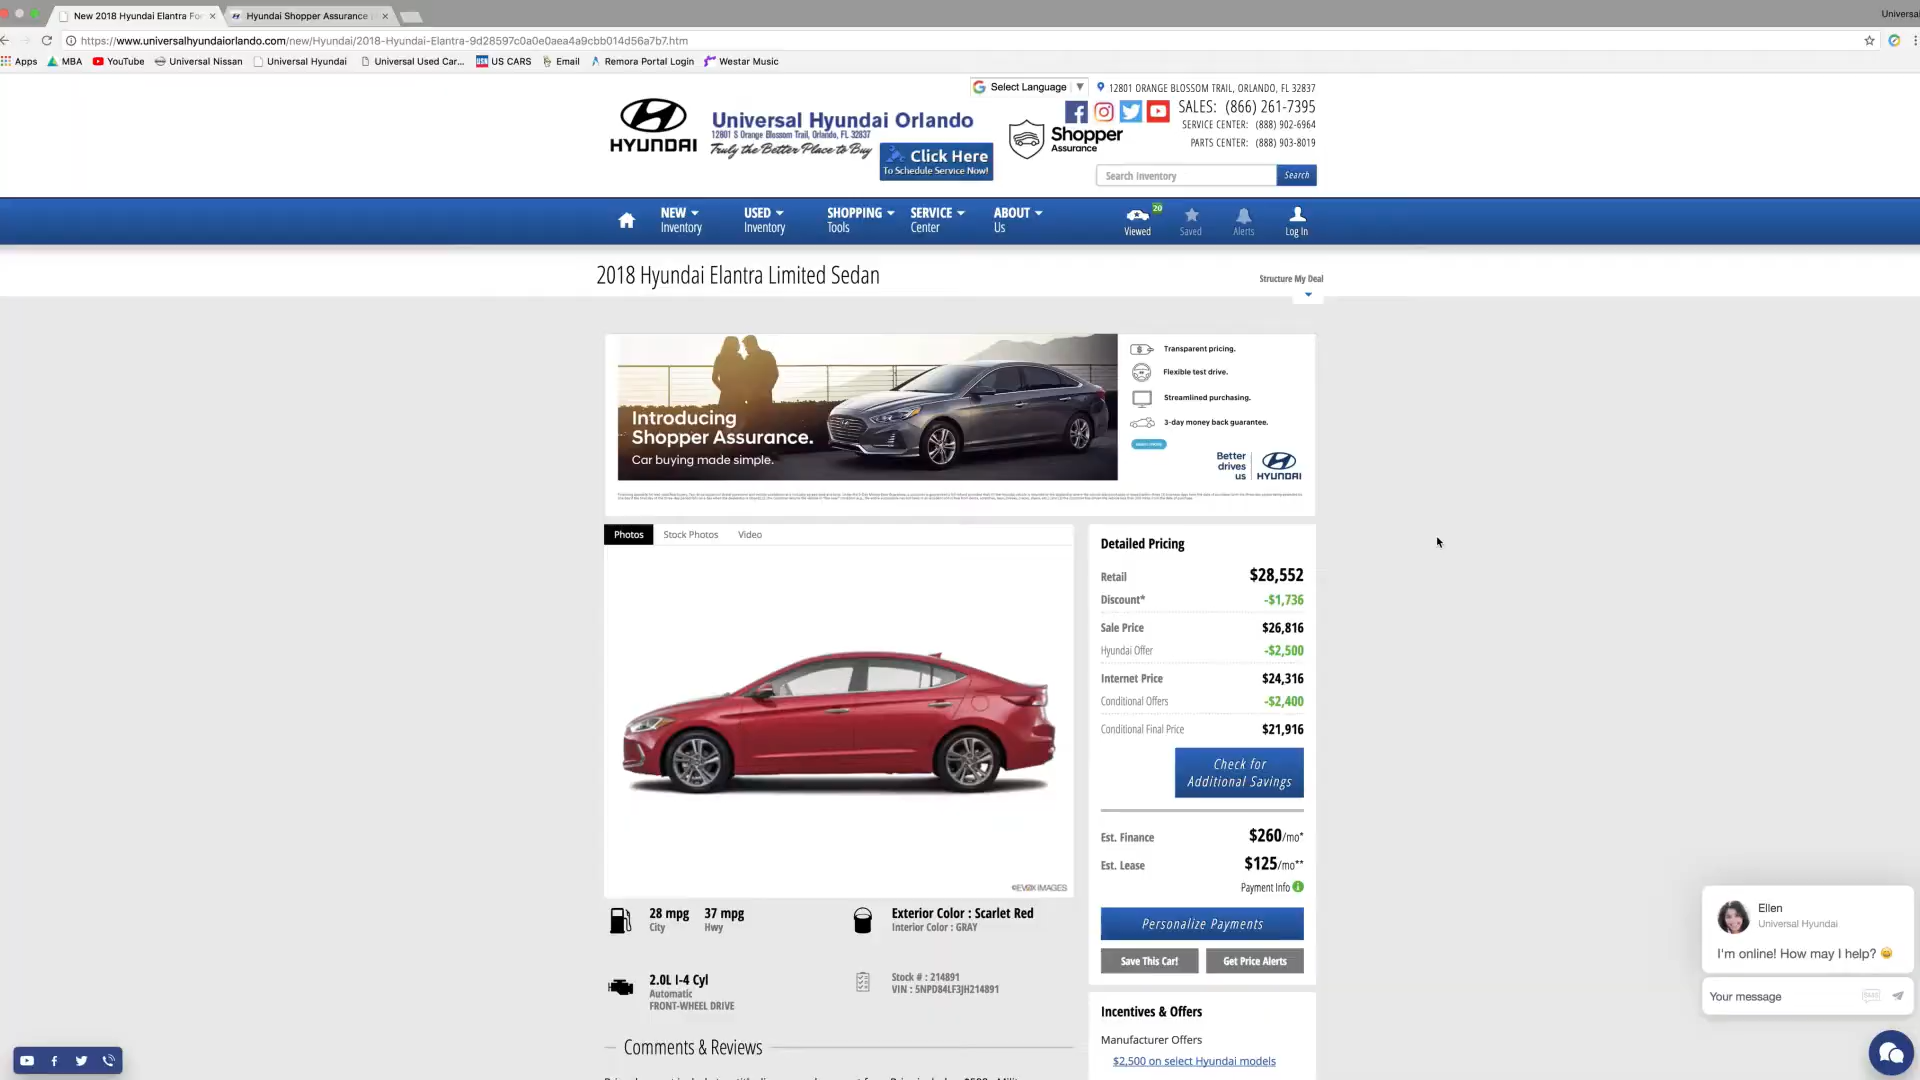 New 2018 Hyundai Elantra For
Hyundai Shopper Assurance
Universal
https://www.universalhyundaiorlando.com/new/Hyundai/2018-Hyundai-Elantra-9d28597c0a0e0aea4a9cbb014d56a7b7.htm
Apps MBA YouTube Universal Nissan Universal Hyundai Universal Used Car... US CARS Email Remora Portal Login Westar Music
Select Language ▼
12801 ORANGE BLOSSOM TRAIL, ORLANDO, FL 32837
HYUNDAI
Universal Hyundai Orlando
12801 S Orange Blossom Trail, Orlando, FL 32837
Truly the Better Place to Buy
Click Here
To Schedule Service Now!
Shopper
Assurance
SALES: (866) 261-7395
SERVICE CENTER: (888) 902-6964
PARTS CENTER: (888) 903-8019
Search Inventory Search
NEW
Inventory
USED
Inventory
SHOPPING
Tools
SERVICE
Center
ABOUT
Us
20
Viewed
Saved
Alerts
Log In
2018 Hyundai Elantra Limited Sedan
Structure My Deal
Introducing
Shopper Assurance.
Car buying made simple.
Transparent pricing.
Flexible test drive.
Streamlined purchasing.
3-day money back guarantee.
Better
drives
us
HYUNDAI
Photos Stock Photos Video
©EVOX IMAGES
Detailed Pricing
Retail $28,552
Discount* -$1,736
Sale Price $26,816
Hyundai Offer -$2,500
Internet Price $24,316
Conditional Offers -$2,400
Conditional Final Price $21,916
Check for
Additional Savings
Est. Finance $260/mo*
Est. Lease $125/mo**
Payment Info
Personalize Payments
Save This Car! Get Price Alerts
28 mpg
City
37 mpg
Hwy
Exterior Color : Scarlet Red
Interior Color : GRAY
2.0L I-4 Cyl
Automatic
FRONT-WHEEL DRIVE
Stock # : 214891
VIN : 5NPD84LF3JH214891
Comments & Reviews
Incentives & Offers
Manufacturer Offers
$2,500 on select Hyundai models
Ellen
Universal Hyundai
I'm online! How may I help? 😀
Your message